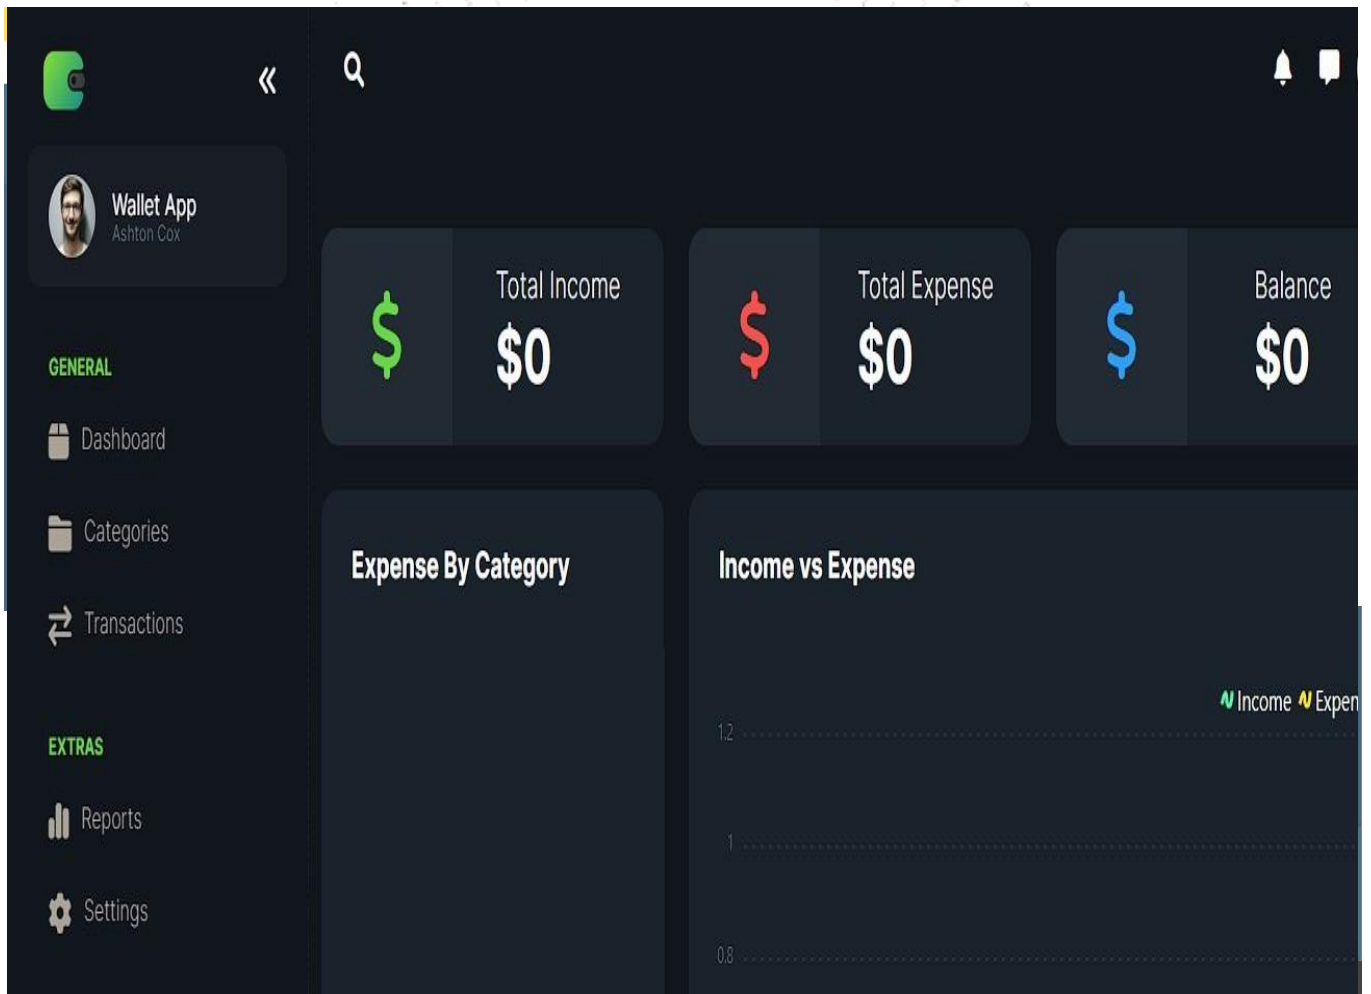 Wallet App
Ashton Cox
GENERAL
Dashboard
Categories
Transactions
EXTRAS
Reports
Settings
Total Income
$0
Total Expense
$0
Balance
$0
Expense By Category
Income vs Expense
Income Expen
1.2
1
0.8